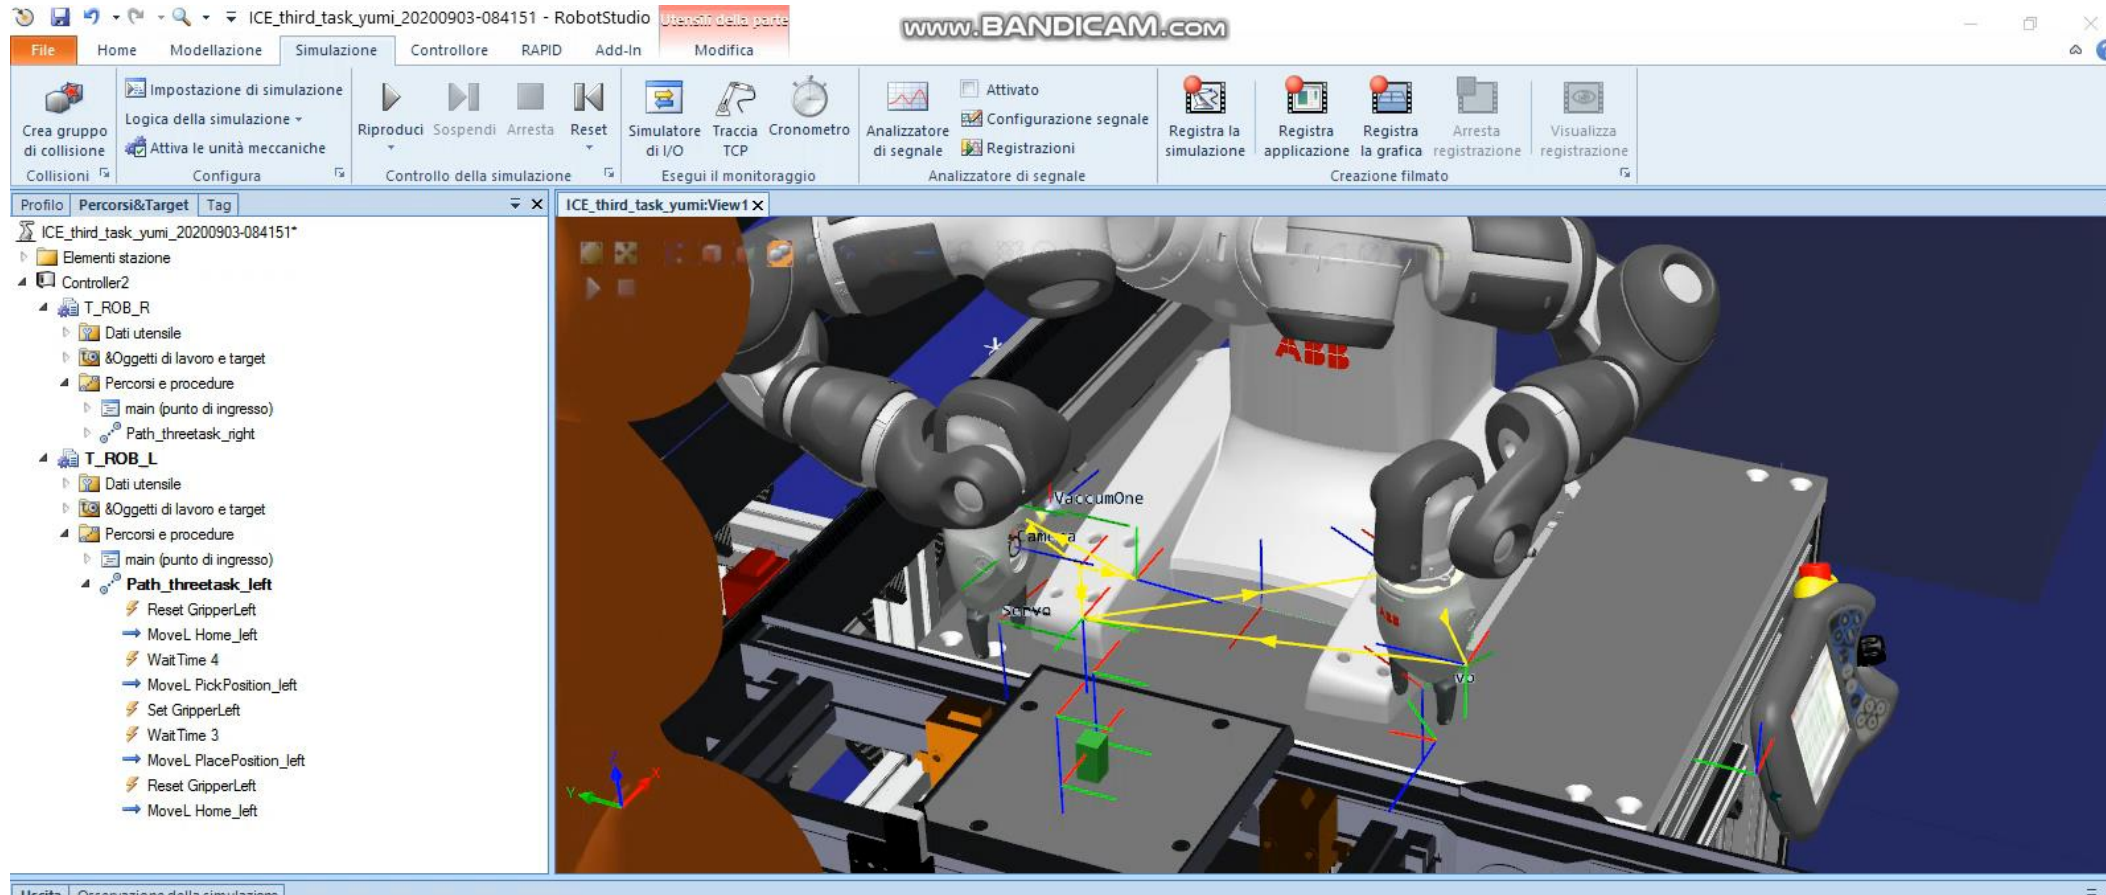 ICE_third_task_yumi_20200903-084151 - RobotStudio
Utensili della parte
www.BANDICAM.com
File Home Modellazione Simulazione Controllore RAPID Add-In Modifica
Crea gruppo di collisione
Collisioni
Impostazione di simulazione
Logica della simulazione
Attiva le unità meccaniche
Configura
Riproduci Sospendi Arresta Reset
Controllo della simulazione
Simulatore di I/O
Traccia TCP
Cronometro
Esegui il monitoraggio
Analizzatore di segnale
Attivato
Configurazione segnale
Registrazioni
Analizzatore di segnale
Registra la simulazione
Registra applicazione
Registra la grafica
Arresta registrazione
Visualizza registrazione
Creazione filmato
Profilo Percorsi&Target Tag
ICE_third_task_yumi:View1
ICE_third_task_yumi_20200903-084151*
Elementi stazione
Controller2
T_ROB_R
Dati utensile
&Oggetti di lavoro e target
Percorsi e procedure
main (punto di ingresso)
Path_threetask_right
T_ROB_L
Dati utensile
&Oggetti di lavoro e target
Percorsi e procedure
main (punto di ingresso)
Path_threetask_left
Reset GripperLeft
MoveL Home_left
WaitTime 4
MoveL PickPosition_left
Set GripperLeft
WaitTime 3
MoveL PlacePosition_left
Reset GripperLeft
MoveL Home_left
ABB
VaccumOne
Camera
Servo
ABB
vo
X
Y